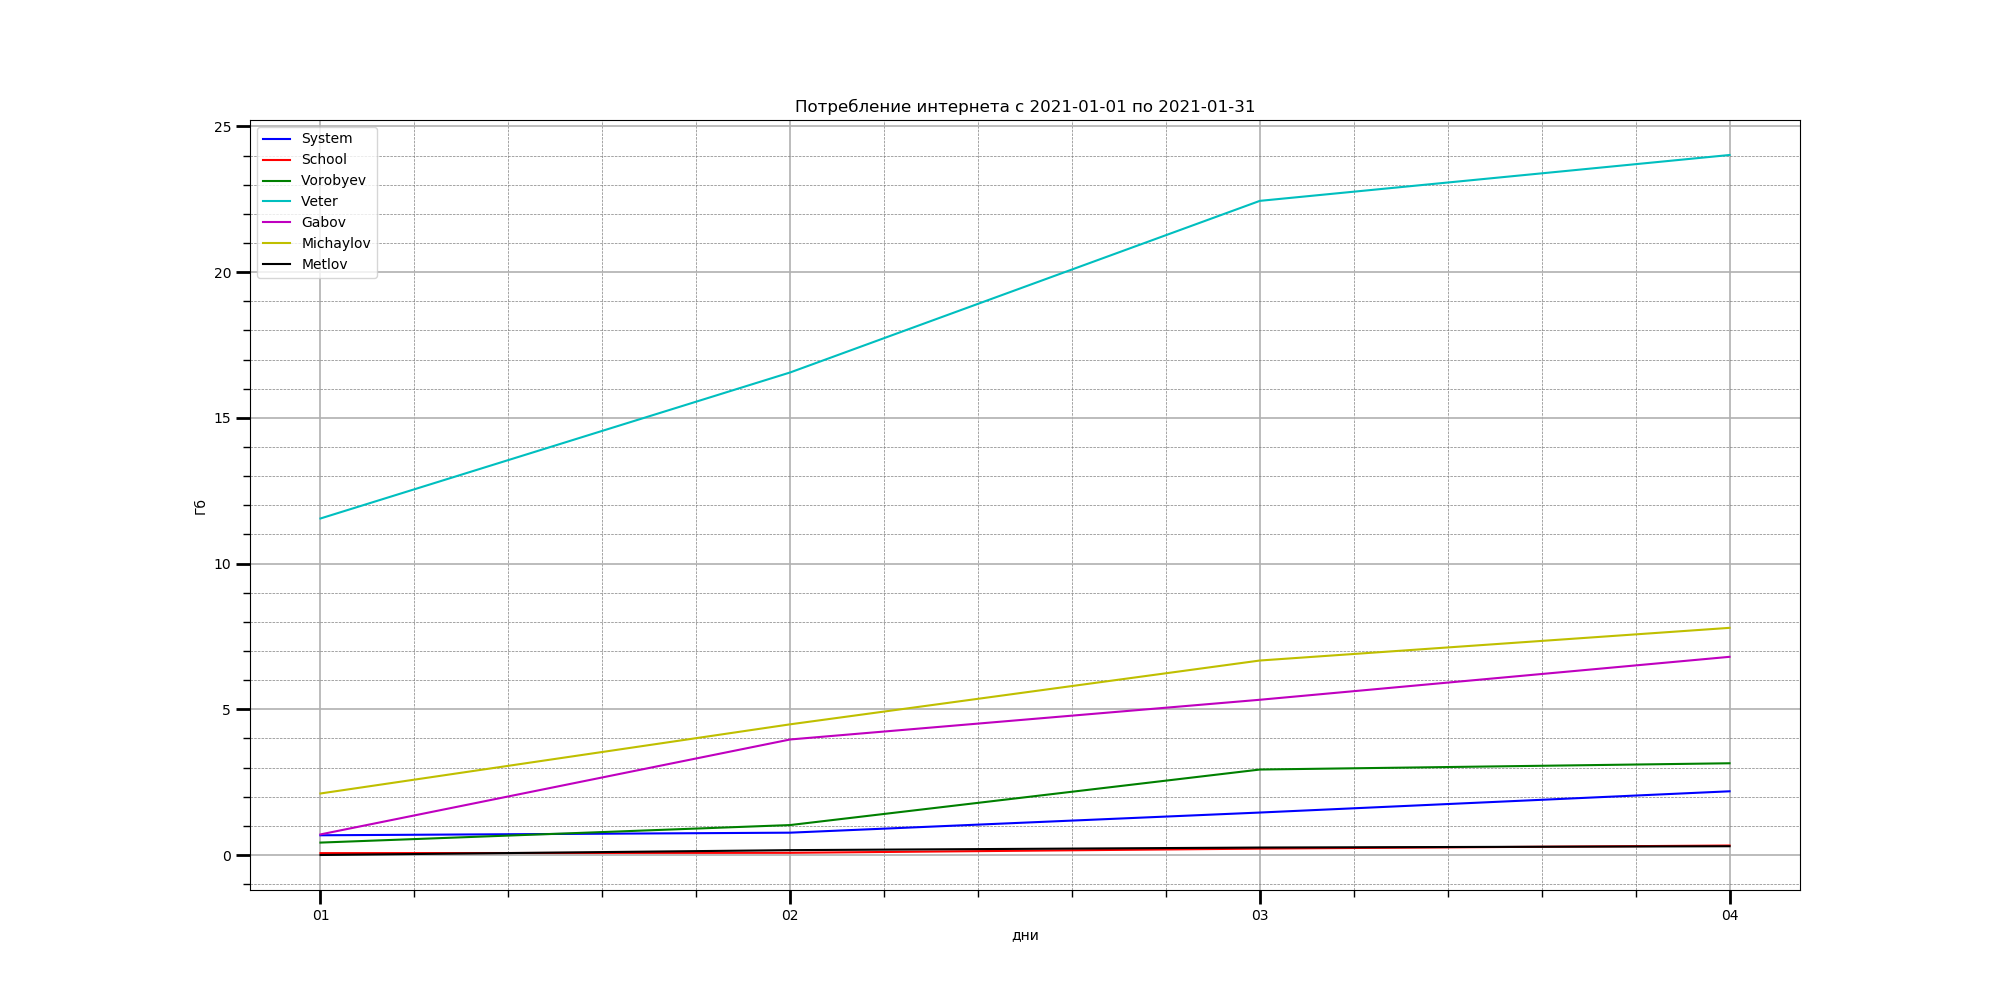 Потребление интернета с 2021-01-01 по 2021-01-31
25
20
15
10
5
0
Гб
System
School
Vorobyev
Veter
Gabov
Michaylov
Metlov
01 02 03 04
дни